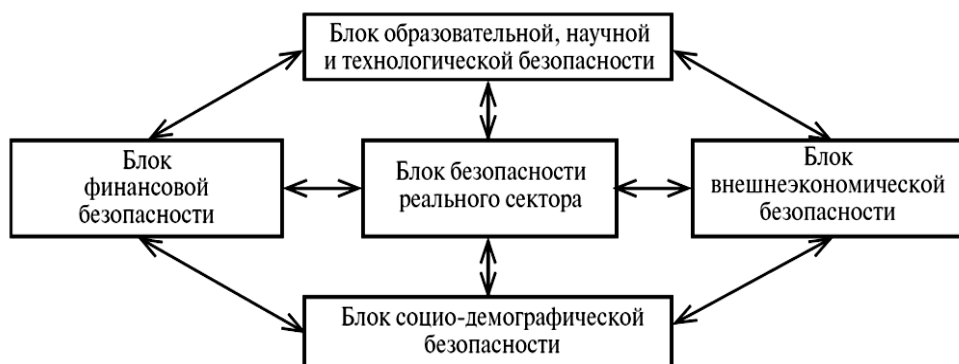 Блок образовательной, научной
и технологической безопасности
Блок
финансовой
безопасности
Блок безопасности
реального сектора
Блок
внешнеэкономической
безопасности
Блок социо-демографической
безопасности